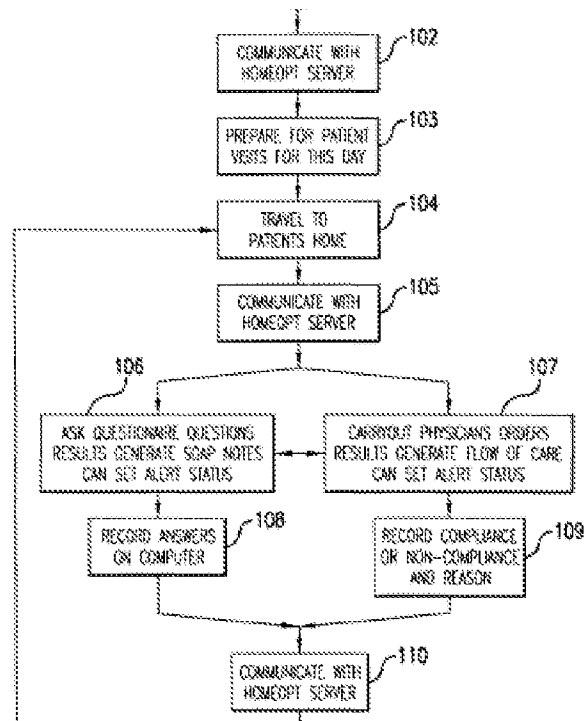 COMMUNICATE WITH
HOMEOPT SERVER
102
PREPARE FOR PATIENT
VISITS FOR THIS DAY
103
TRAVEL TO
PATIENTS HOME
104
COMMUNICATE WITH
HOMEOPT SERVER
105
106
ASK QUESTIONAIRE QUESTIONS
RESULTS GENERATE SOAP NOTES
CAN SET ALERT STATUS
107
CARRYOUT PHYSICIANS ORDERS
RESULTS GENERATE FLOW OF CARE
CAN SET ALERT STATUS
RECORD ANSWERS
ON COMPUTER
108
RECORD COMPLIANCE
OR NON-COMPLIANCE
AND REASON
109
COMMUNICATE WITH
HOMEOPT SERVER
110